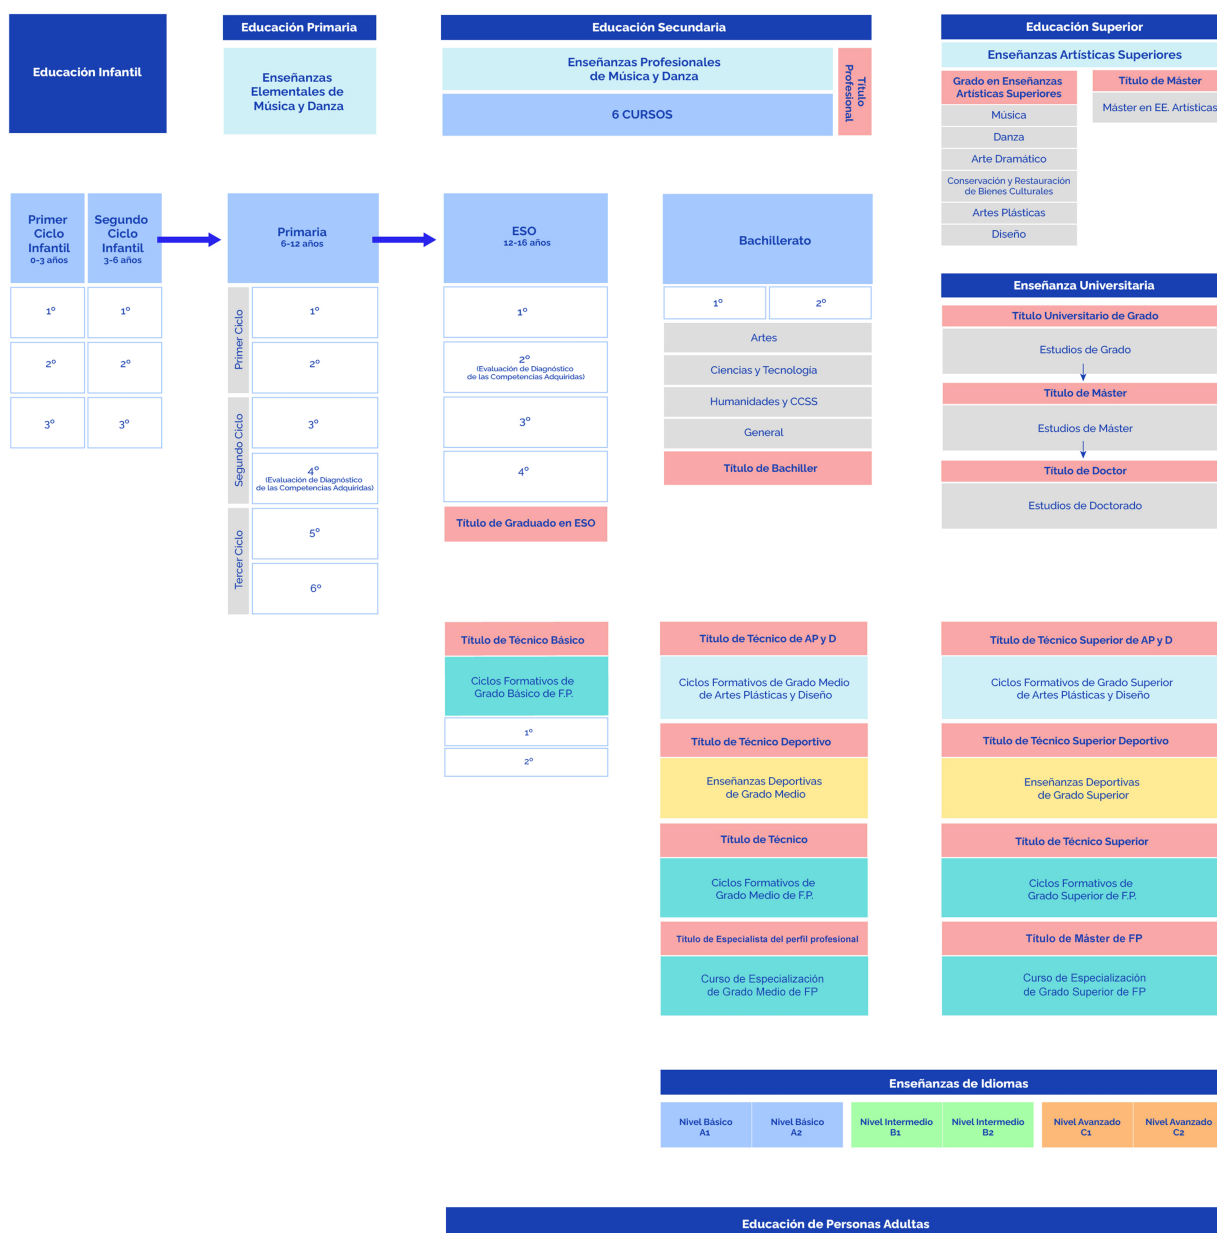 Educación Infantil
Educación Primaria
Enseñanzas
Elementales de
Música y Danza
Educación Secundaria
Enseñanzas Profesionales
de Música y Danza
6 CURSOS
Título
Profesional
Educación Superior
Enseñanzas Artísticas Superiores
Grado en Enseñanzas
Artísticas Superiores
Música
Danza
Arte Dramático
Conservación y Restauración
de Bienes Culturales
Artes Plásticas
Diseño
Título de Máster
Máster en EE. Artísticas
Primer
Ciclo
Infantil
0-3 años
1º
2º
3º
Segundo
Ciclo
Infantil
3-6 años
1º
2º
3º
Primaria
6-12 años
Primer Ciclo
1º
2º
Segundo Ciclo
3º
4º
(Evaluación de Diagnóstico
de las Competencias Adquiridas)
Tercer Ciclo
5º
6º
ESO
12-16 años
1º
2º
(Evaluación de Diagnóstico
de las Competencias Adquiridas)
3º
4º
Título de Graduado en ESO
Bachillerato
1º
2º
Artes
Ciencias y Tecnología
Humanidades y CCSS
General
Título de Bachiller
Enseñanza Universitaria
Título Universitario de Grado
Estudios de Grado
Título de Máster
Estudios de Máster
Título de Doctor
Estudios de Doctorado
Título de Técnico Básico
Ciclos Formativos de
Grado Básico de F.P.
1º
2º
Título de Técnico de AP y D
Ciclos Formativos de Grado Medio
de Artes Plásticas y Diseño
Título de Técnico Deportivo
Enseñanzas Deportivas
de Grado Medio
Título de Técnico
Ciclos Formativos de
Grado Medio de F.P.
Título de Especialista del perfil profesional
Curso de Especialización
de Grado Medio de FP
Título de Técnico Superior de AP y D
Ciclos Formativos de Grado Superior
de Artes Plásticas y Diseño
Título de Técnico Superior Deportivo
Enseñanzas Deportivas
de Grado Superior
Título de Técnico Superior
Ciclos Formativos de
Grado Superior de F.P.
Título de Máster de FP
Curso de Especialización
de Grado Superior de FP
Enseñanzas de Idiomas
Nivel Básico
A1
Nivel Básico
A2
Nivel Intermedio
B1
Nivel Intermedio
B2
Nivel Avanzado
C1
Nivel Avanzado
C2
Educación de Personas Adultas